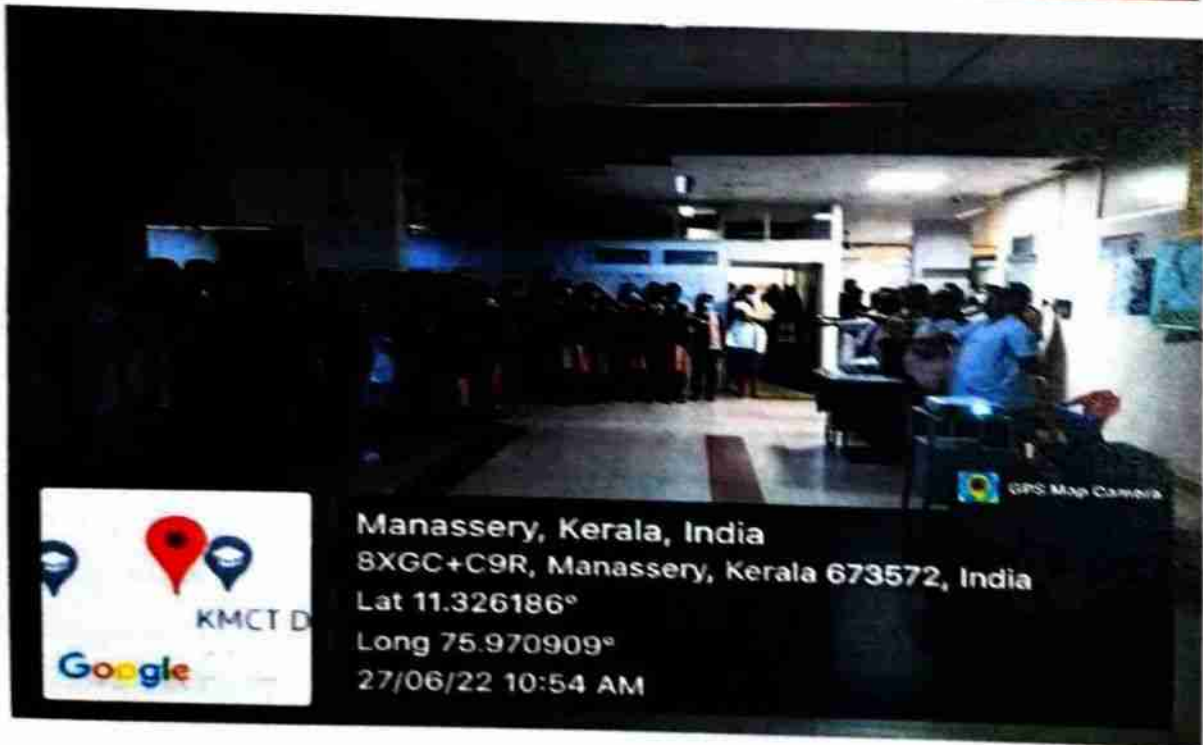 GPS Map Camera
KMCT D
Google
Manassery, Kerala, India
8XGC+C9R, Manassery, Kerala 673572, India
Lat 11.326186°
Long 75.970909°
27/06/22 10:54 AM